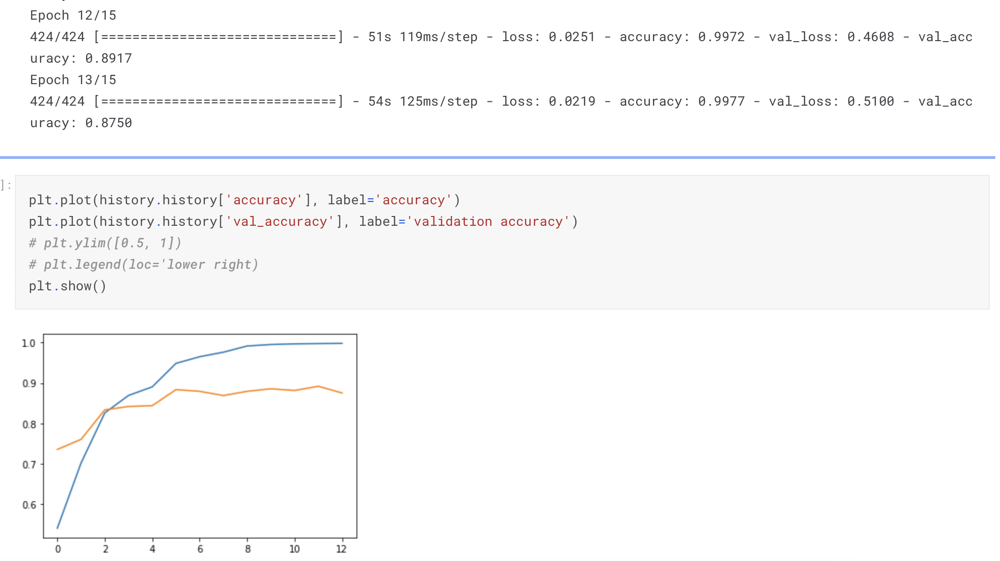 Epoch 12/15
424/424 [==============================] - 51s 119ms/step - loss: 0.0251 - accuracy: 0.9972 - val_loss: 0.4608 - val_acc
uracy: 0.8917
Epoch 13/15
424/424 [==============================] - 54s 125ms/step - loss: 0.0219 - accuracy: 0.9977 - val_loss: 0.5100 - val_acc
uracy: 0.8750
]:
plt.plot(history.history['accuracy'], label='accuracy')
plt.plot(history.history['val_accuracy'], label='validation accuracy')
# plt.ylim([0.5, 1])
# plt.legend(loc='lower right)
plt.show()
1.0
0.9
0.8
0.7
0.6
0 2 4 6 8 10 12